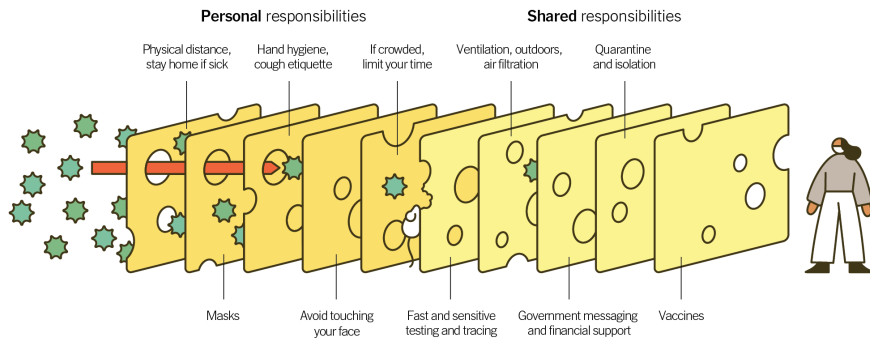 Personal responsibilities
Shared responsibilities
Physical distance,
stay home if sick
Hand hygiene,
cough etiquette
If crowded,
limit your time
Ventilation, outdoors,
air filtration
Quarantine
and isolation
Masks
Avoid touching
your face
Fast and sensitive
testing and tracing
Government messaging
and financial support
Vaccines